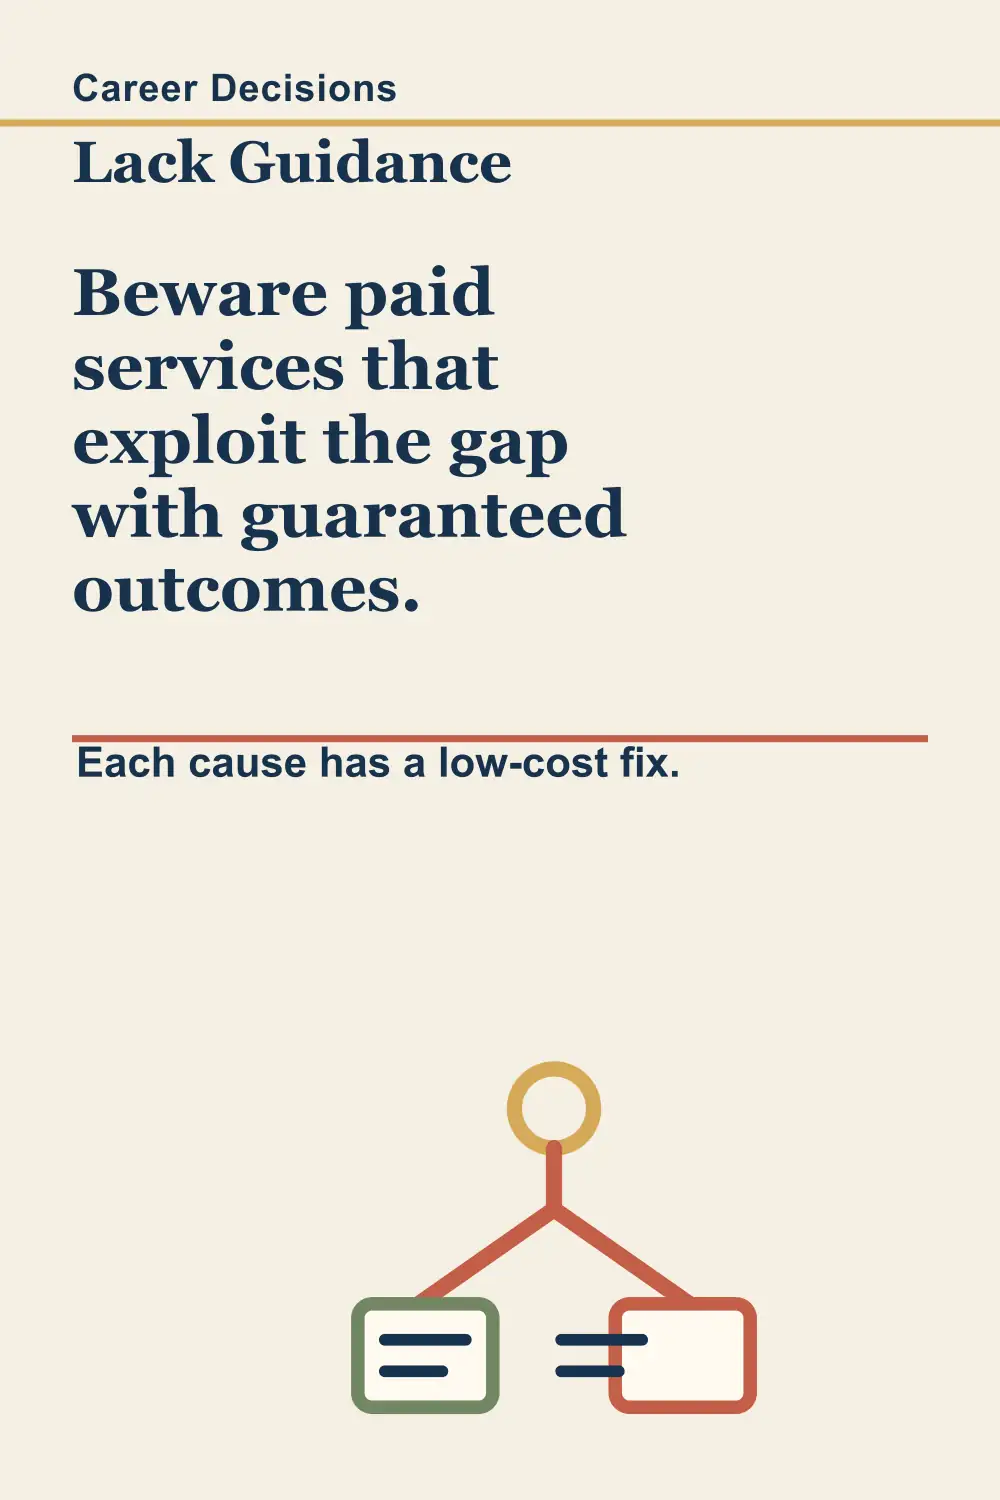 Career Decisions
Lack Guidance
Beware paid
services that
exploit the gap
with guaranteed
outcomes.
Each cause has a low-cost fix.